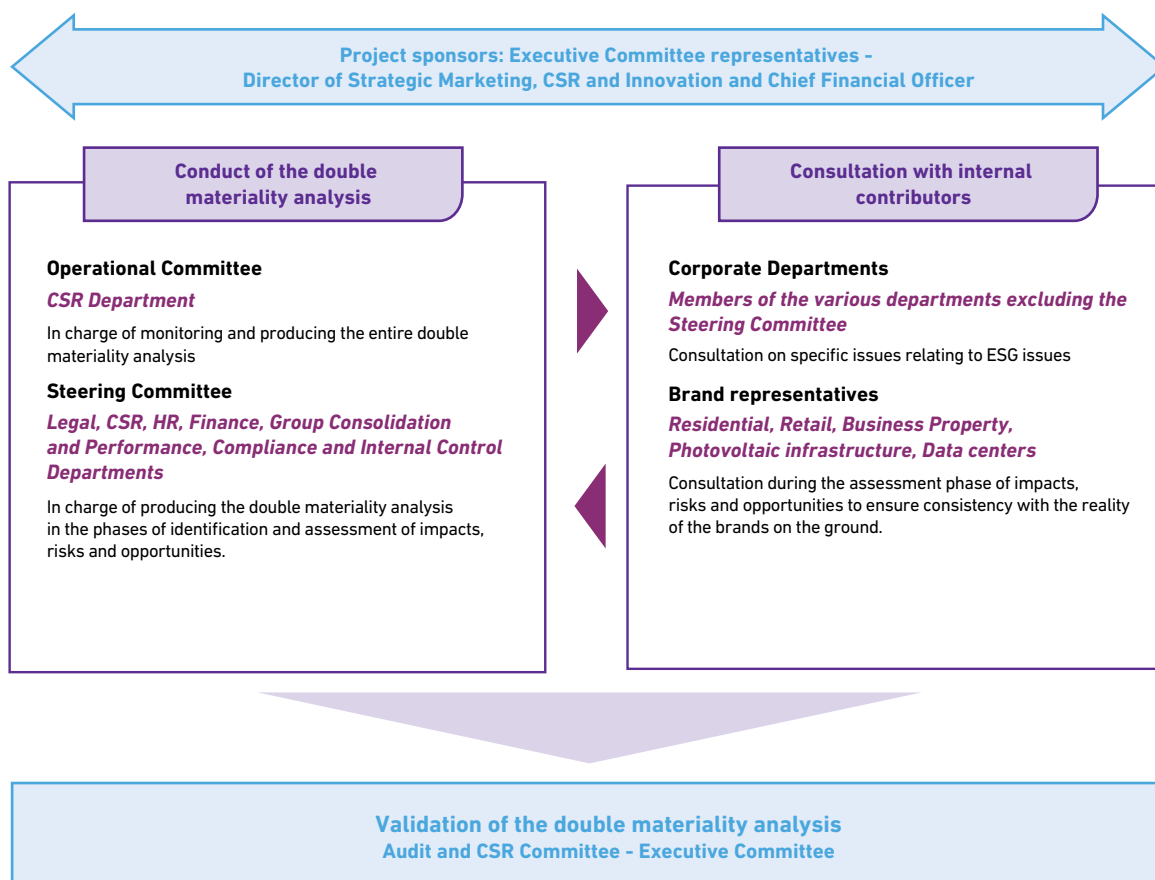 Project sponsors: Executive Committee representatives -
Director of Strategic Marketing, CSR and Innovation and Chief Financial Officer
Conduct of the double
materiality analysis
Operational Committee
CSR Department
In charge of monitoring and producing the entire double
materiality analysis
Steering Committee
Legal, CSR, HR, Finance, Group Consolidation
and Performance, Compliance and Internal Control
Departments
In charge of producing the double materiality analysis
in the phases of identification and assessment of impacts,
risks and opportunities.
Consultation with internal
contributors
Corporate Departments
Members of the various departments excluding the
Steering Committee
Consultation on specific issues relating to ESG issues
Brand representatives
Residential, Retail, Business Property,
Photovoltaic infrastructure, Data centers
Consultation during the assessment phase of impacts,
risks and opportunities to ensure consistency with the reality
of the brands on the ground.
Validation of the double materiality analysis
Audit and CSR Committee - Executive Committee